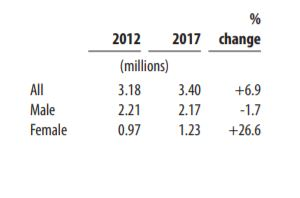 %
2012 2017 change
(millions)
All 3.18 3.40 +6.9
Male 2.21 2.17 -1.7
Female 0.97 1.23 +26.6